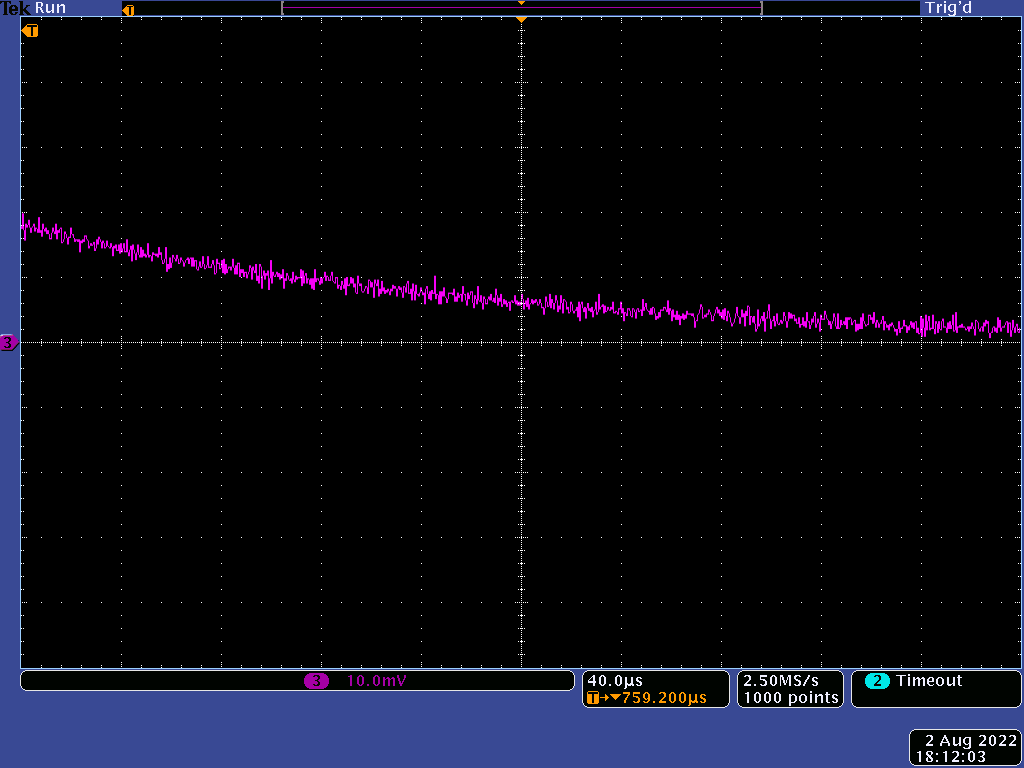 Tek Run Trig'd
T
T
3
3 10.0mV
40.0µs
T→▼759.200µs
2.50MS/s
1000 points
2 Timeout
2 Aug 2022
18:12:03